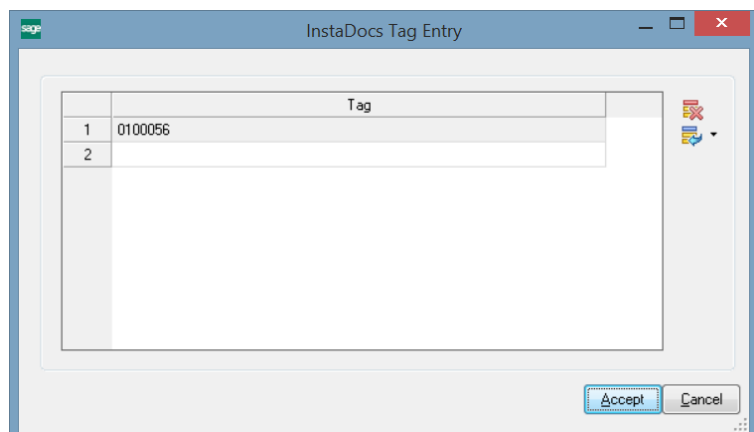 sage
InstaDocs Tag Entry
Tag
1 0100056
2
Accept Cancel